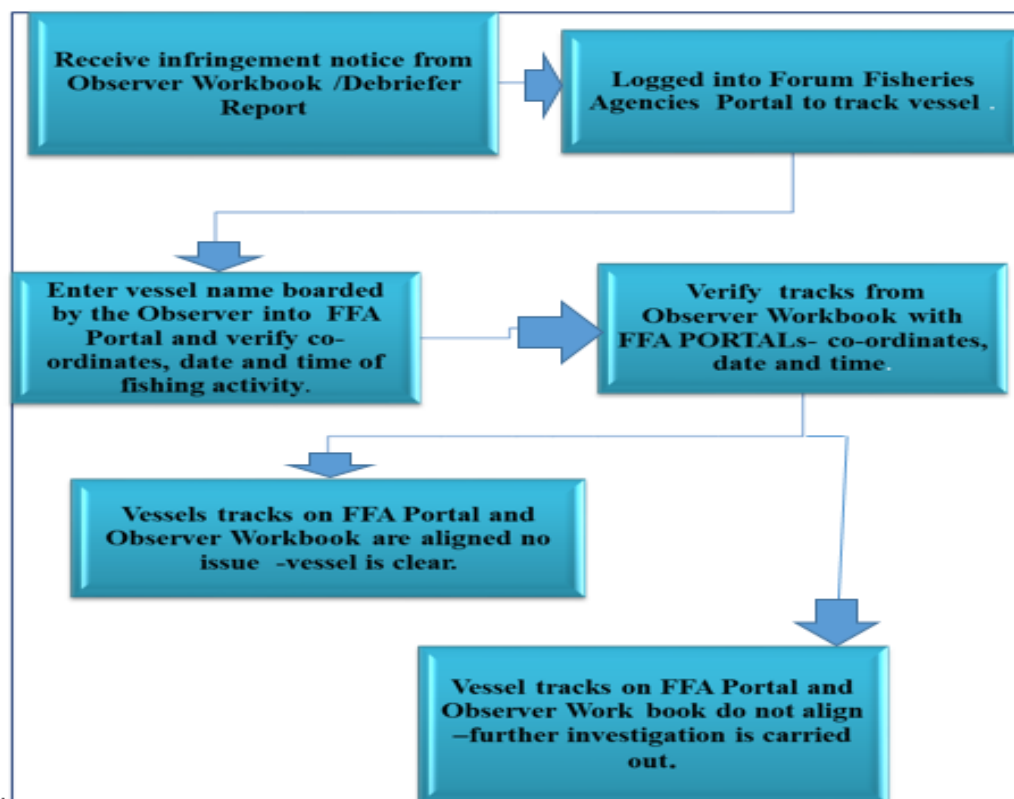 Receive infringement notice from
Observer Workbook /Debriefer
Report
Logged into Forum Fisheries
Agencies Portal to track vessel .
Enter vessel name boarded
by the Observer into FFA
Portal and verify co-
ordinates, date and time of
fishing activity.
Verify tracks from
Observer Workbook with
FFA PORTALs- co-ordinates,
date and time.
Vessels tracks on FFA Portal and
Observer Workbook are aligned no
issue -vessel is clear.
Vessel tracks on FFA Portal and
Observer Work book do not align
–further investigation is carried
out.